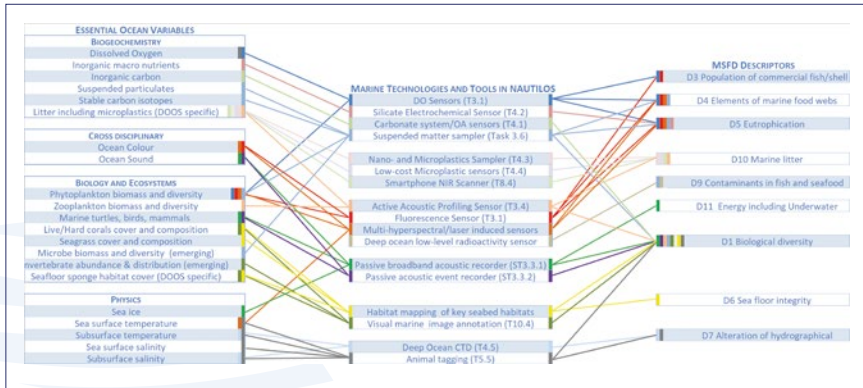 ESSENTIAL OCEAN VARIABLES
BIOGEOCHEMISTRY
Dissolved Oxygen
Inorganic macro nutrients
Inorganic carbon
Suspended particulates
Stable carbon isotopes
Litter including microplastics (DOOS specific)
CROSS DISCIPLINARY
Ocean Colour
Ocean Sound
BIOLOGY AND ECOSYSTEMS
Phytoplankton biomass and diversity
Zooplankton biomass and diversity
Marine turtles, birds, mammals
Live/Hard corals cover and composition
Seagrass cover and composition
Microbe biomass and diversity (emerging)
nvertebrate abundance & distribution (emerging)
Seafloor sponge habitat cover (DOOS specific)
PHYSICS
Sea ice
Sea surface temperature
Subsurface temperature
Sea surface salinity
Subsurface salinity
MARINE TECHNOLOGIES AND TOOLS IN NAUTILOS
DO Sensors (T3.1)
Silicate Electrochemical Sensor (T4.2)
Carbonate system/OA sensors (T4.1)
Suspended matter sampler (Task 3.6)
Nano- and Microplastics Sampler (T4.3)
Low-cost Microplastic sensors (T4.4)
Smartphone NIR Scanner (T8.4)
Active Acoustic Profiling Sensor (T3.4)
Fluorescence Sensor (T3.1)
Multi-hyperspectral/laser induced sensors
Deep ocean low-level radioactivity sensor
Passive broadband acoustic recorder (ST3.3.1)
Passive acoustic event recorder (ST3.3.2)
Habitat mapping of key seabed habitats
Visual marine image annotation (T10.4)
Deep Ocean CTD (T4.5)
Animal tagging (T5.5)
MSFD DESCRIPTORS
D3 Population of commercial fish/shell
D4 Elements of marine food webs
D5 Eutrophication
D10 Marine litter
D9 Contaminants in fish and seafood
D11 Energy including Underwater
D1 Biological diversity
D6 Sea floor integrity
D7 Alteration of hydrographical